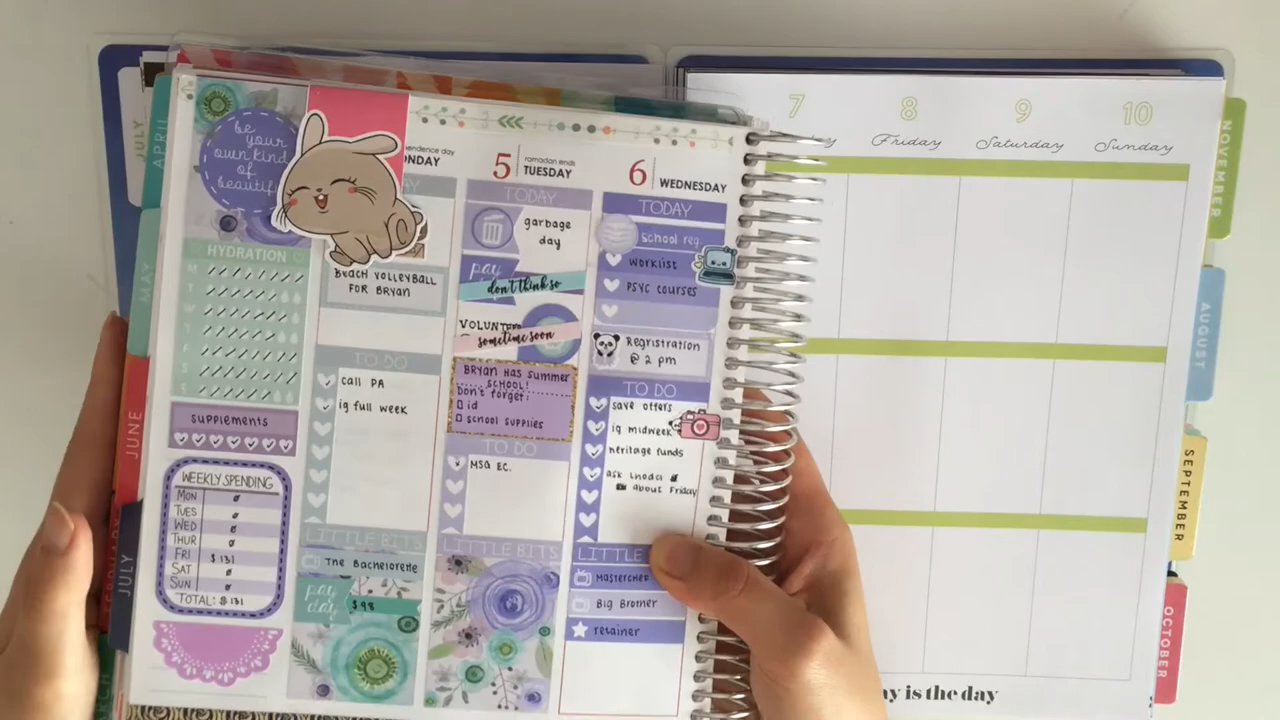 be
your
own kind
of
HYDRATION
M
T
W
T
F
S
S
supplements
WEEKLY SPENDING
MON ø
TUES ø
WED ø
THUR ø
FRI $131
SAT ø
SUN ø
TOTAL: $131
BEACH VOLLEYBALL
FOR BRYAN
TO DO
call PA
ig full week
LITTLE BITS
The Bachelorette
pay
day $98
5 ramadan ends
TUESDAY
TODAY
garbage
day
pay
don't think so
sometime soon
BRYAN HAS SUMMER
SCHOOL!
Don't forget:
id
school supplies
TO DO
MSQ EC.
LITTLE BITS
6 WEDNESDAY
TODAY
school reg.
worklist
PSYC courses
Regristration
@ 2 pm
TO DO
save offers
ig midweek
heritage funds
about Friday
LITTLE
Masterchef
Big Brother
retainer
7 8 9 10
Friday Saturday Sunday
is the day
JULY
APRIL
MAY
JUNE
JULY
NOVEMBER
AUGUST
SEPTEMBER
OCTOBER